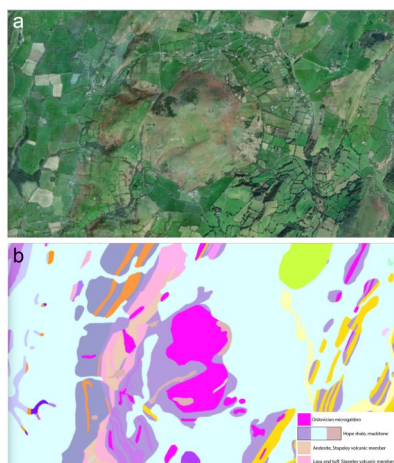 a
b
Ordovician microgabbro
Hope shale, mudstone
Andesite, Stapeley volcanic member
Lava and tuff, Stapeley volcanic member